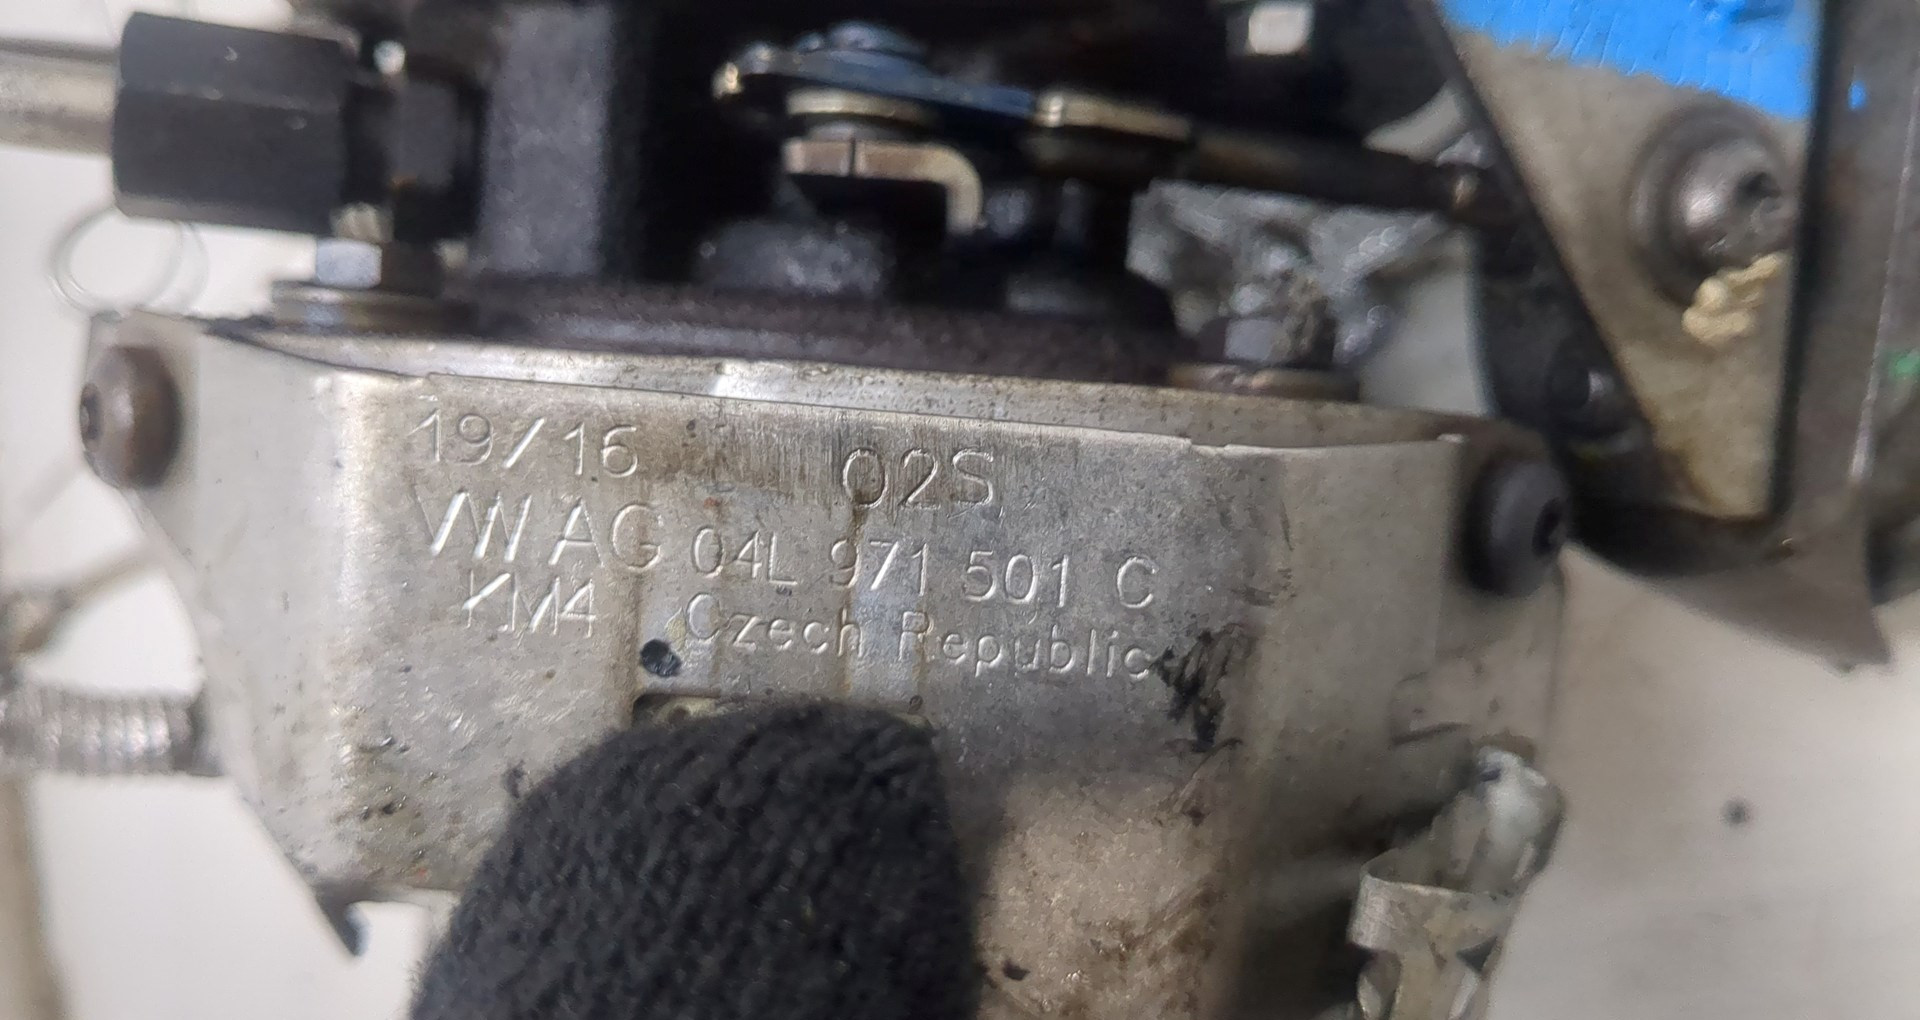 19/16 02S
VW AG 04L 971 501 C
KM4 Czech Republic